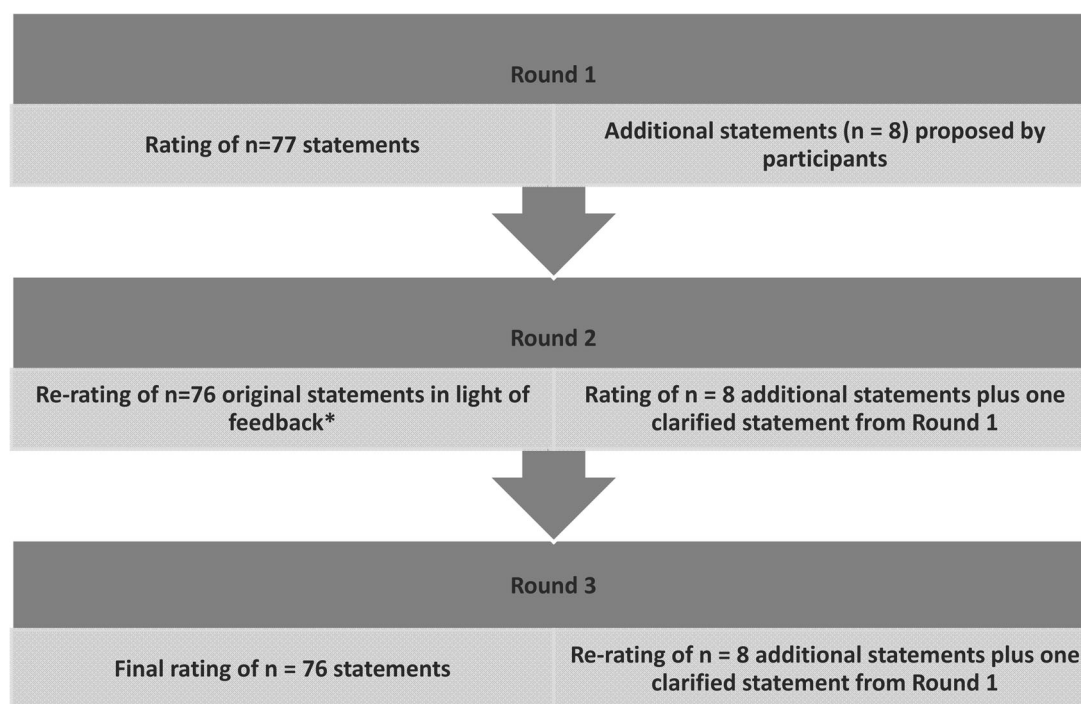 Round 1
Rating of n=77 statements
Additional statements (n = 8) proposed by
participants
Round 2
Re-rating of n=76 original statements in light of
feedback*
Rating of n = 8 additional statements plus one
clarified statement from Round 1
Round 3
Final rating of n = 76 statements
Re-rating of n = 8 additional statements plus one
clarified statement from Round 1